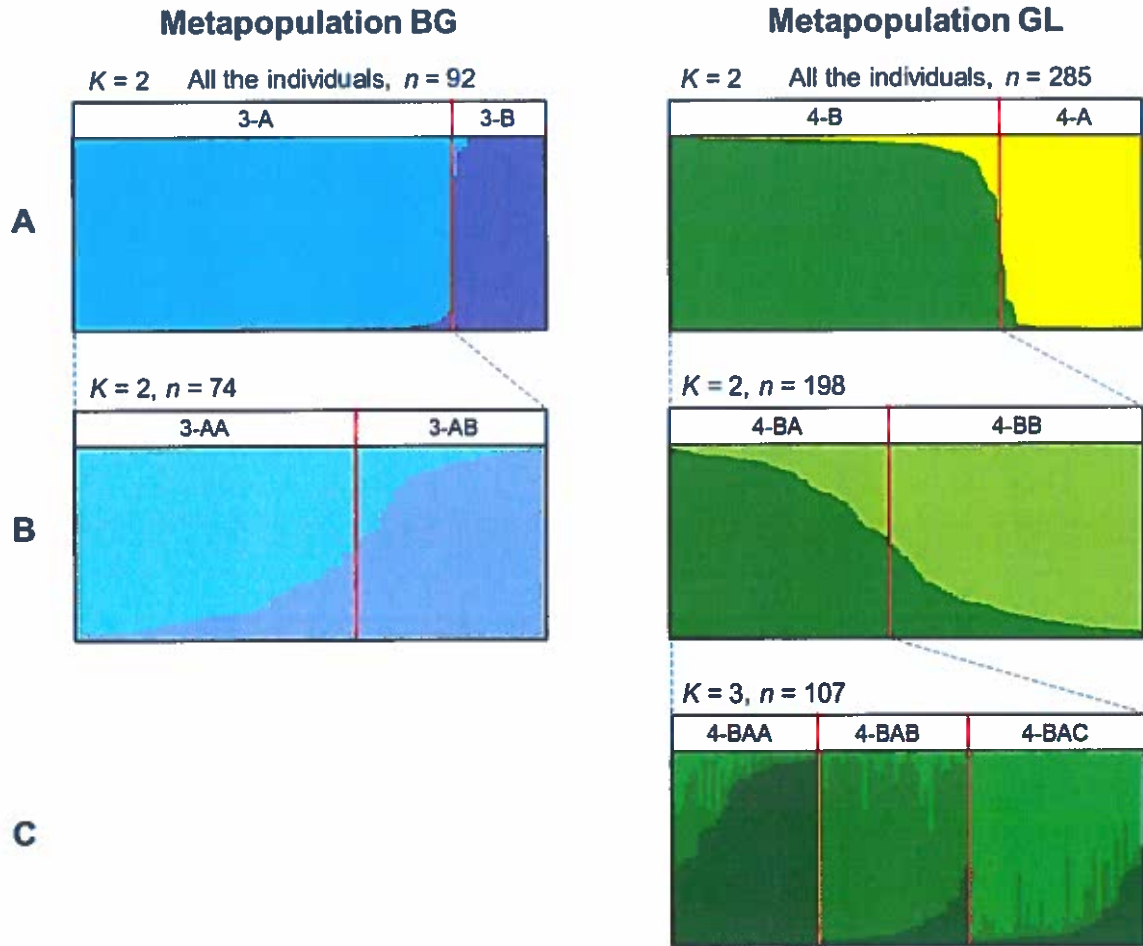 Metapopulation BG
Metapopulation GL
K = 2 All the individuals, n = 92
K = 2 All the individuals, n = 285
3-A 3-B
4-B 4-A
A
K = 2, n = 74
K = 2, n = 198
3-AA 3-AB
4-BA 4-BB
B
K = 3, n = 107
4-BAA 4-BAB 4-BAC
C